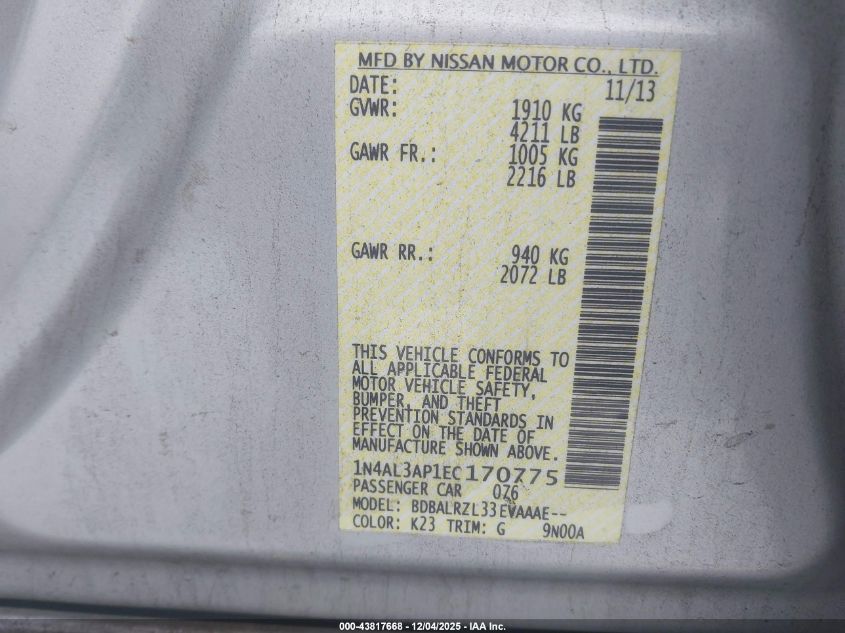 MFD BY NISSAN MOTOR CO., LTD.
DATE: 11/13
GVWR: 1910 KG
4211 LB
GAWR FR.: 1005 KG
2216 LB
GAWR RR.: 940 KG
2072 LB
THIS VEHICLE CONFORMS TO
ALL APPLICABLE FEDERAL
MOTOR VEHICLE SAFETY,
BUMPER, AND THEFT
PREVENTION STANDARDS IN
EFFECT ON THE DATE OF
MANUFACTURE SHOWN ABOVE.
1N4AL3AP1EC170775
PASSENGER CAR 076
MODEL: BDBALRZL33EVAAAE--
COLOR: K23 TRIM: G 9N00A
000-43817668 - 12/04/2025 - IAA Inc.